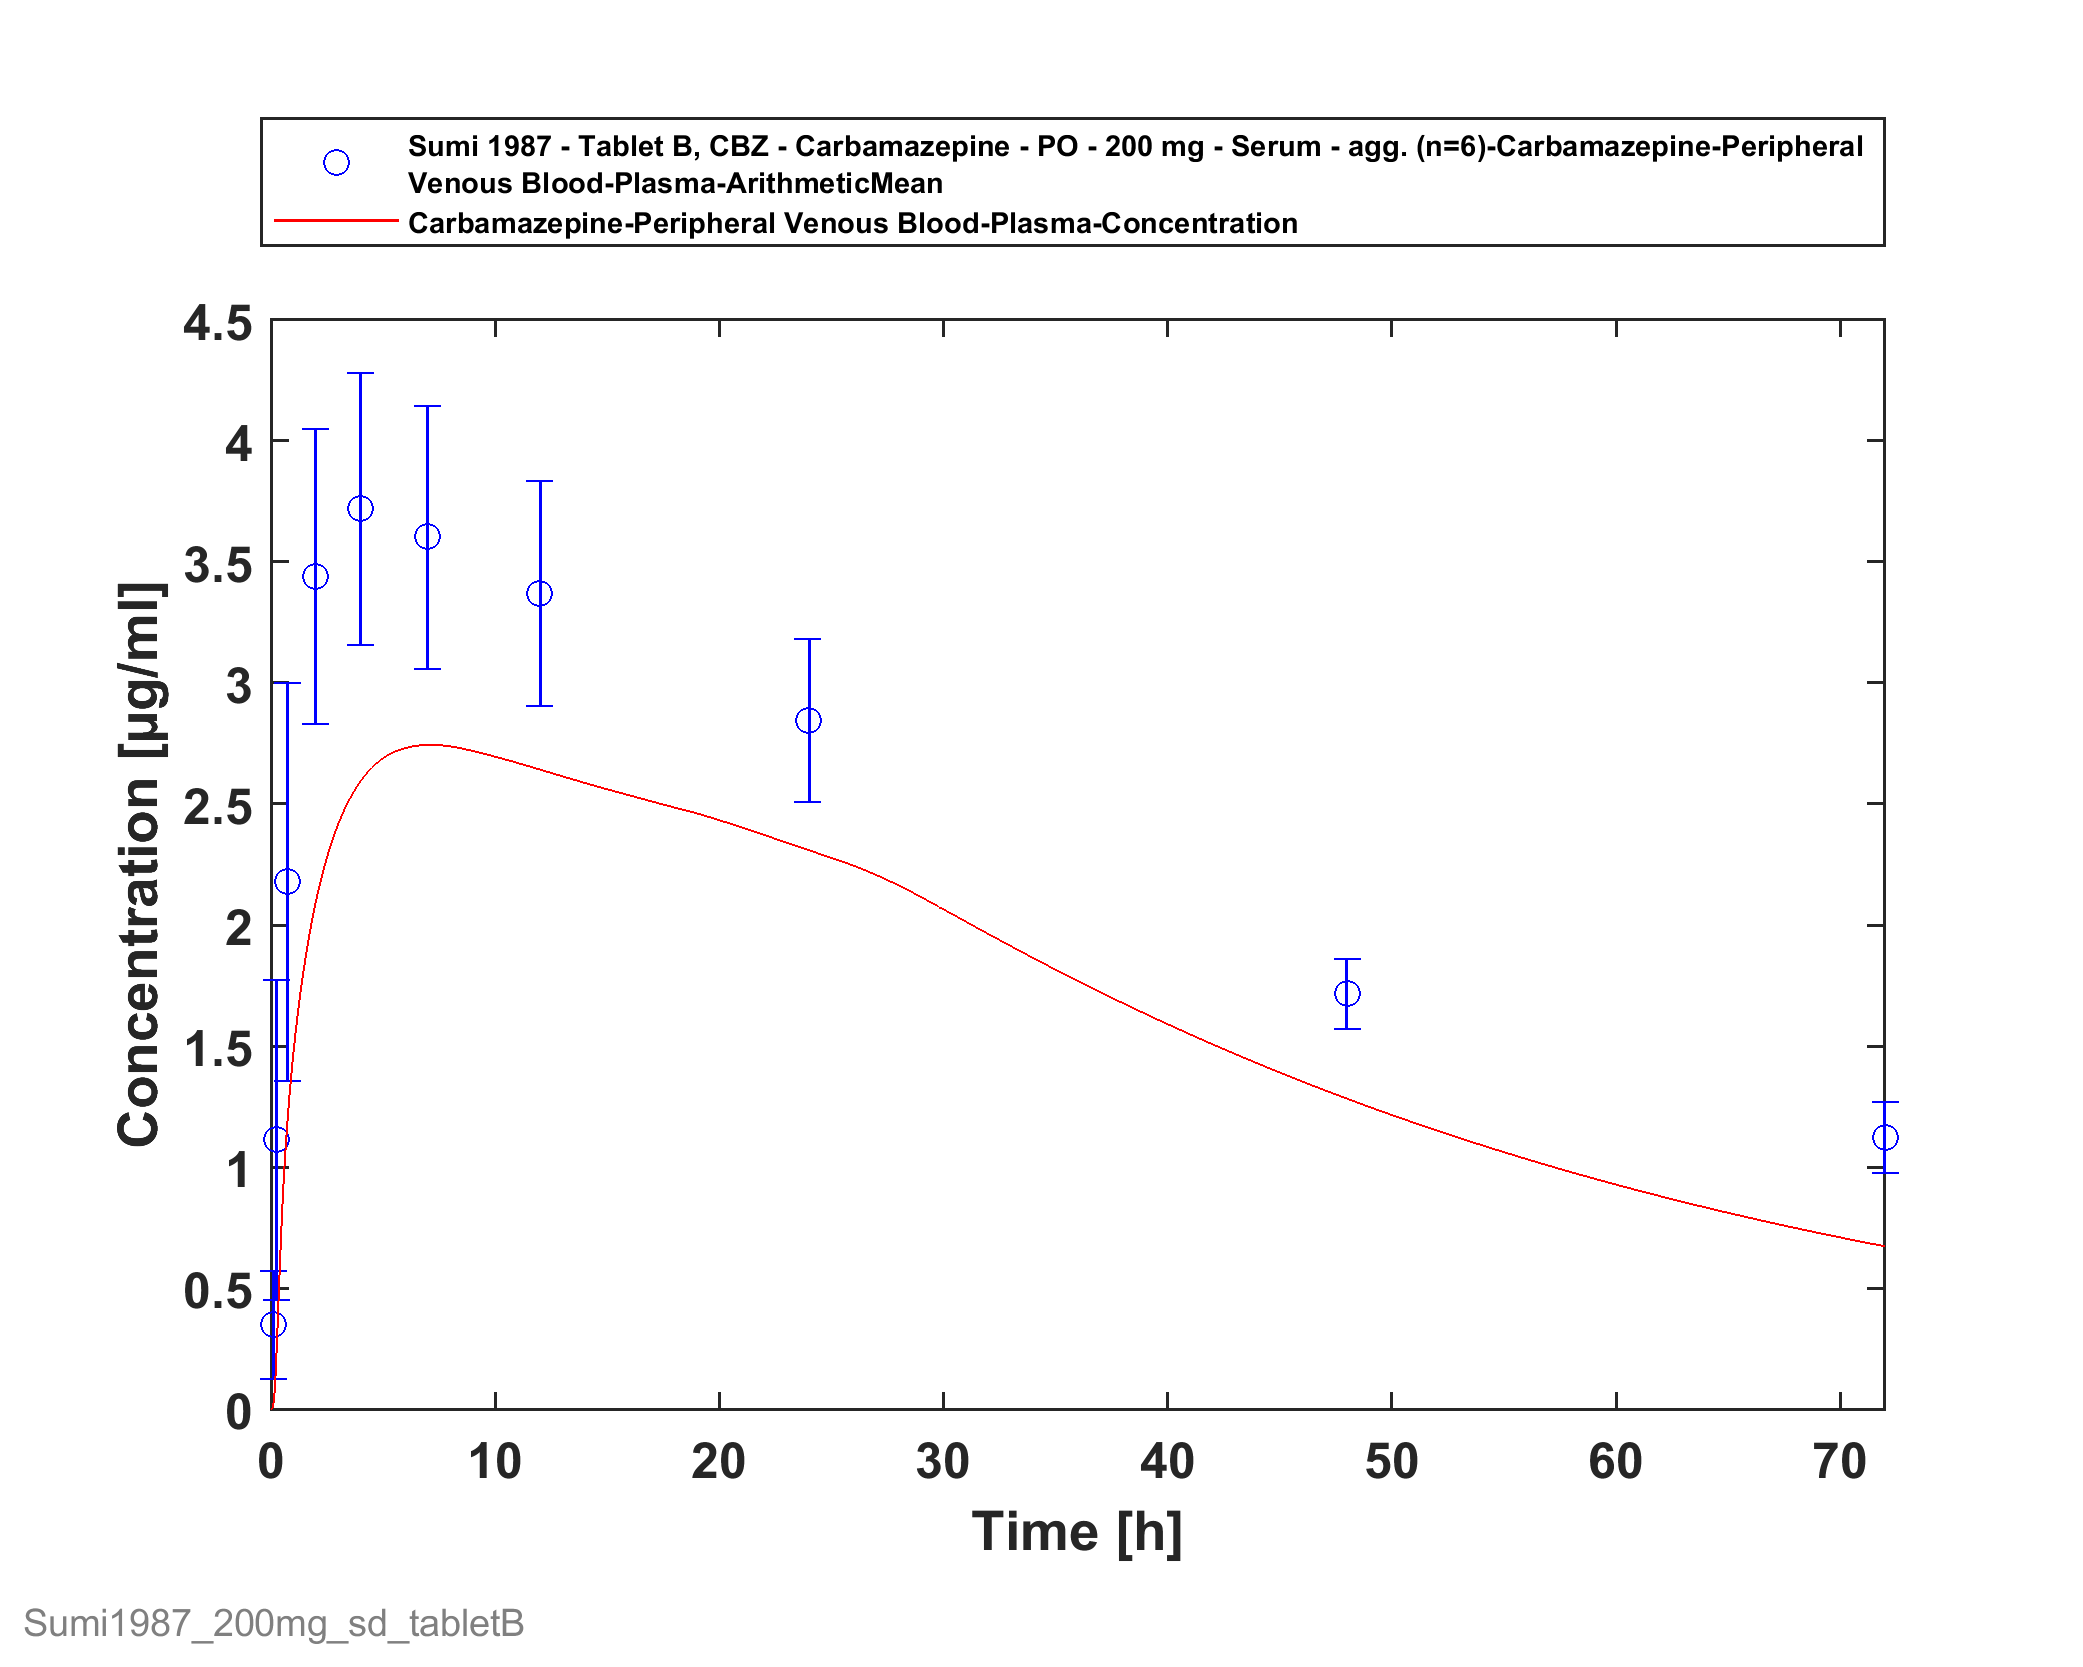 Sumi 1987 - Tablet B, CBZ - Carbamazepine - PO - 200 mg - Serum - agg. (n=6)-Carbamazepine-Peripheral
Venous Blood-Plasma-ArithmeticMean
Carbamazepine-Peripheral Venous Blood-Plasma-Concentration
4.5
4
3.5
3
2.5
2
1.5
1
0.5
0
Concentration [µg/ml]
0 10 20 30 40 50 60 70
Time [h]
Sumi1987_200mg_sd_tabletB